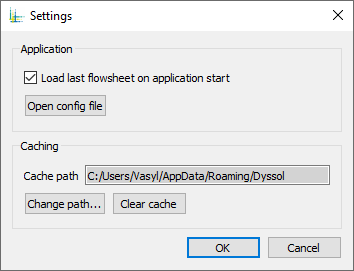 Settings
Application
Load last flowsheet on application start
Open config file
Caching
Cache path C:/Users/Vasyl/AppData/Roaming/Dyssol
Change path... Clear cache
OK Cancel